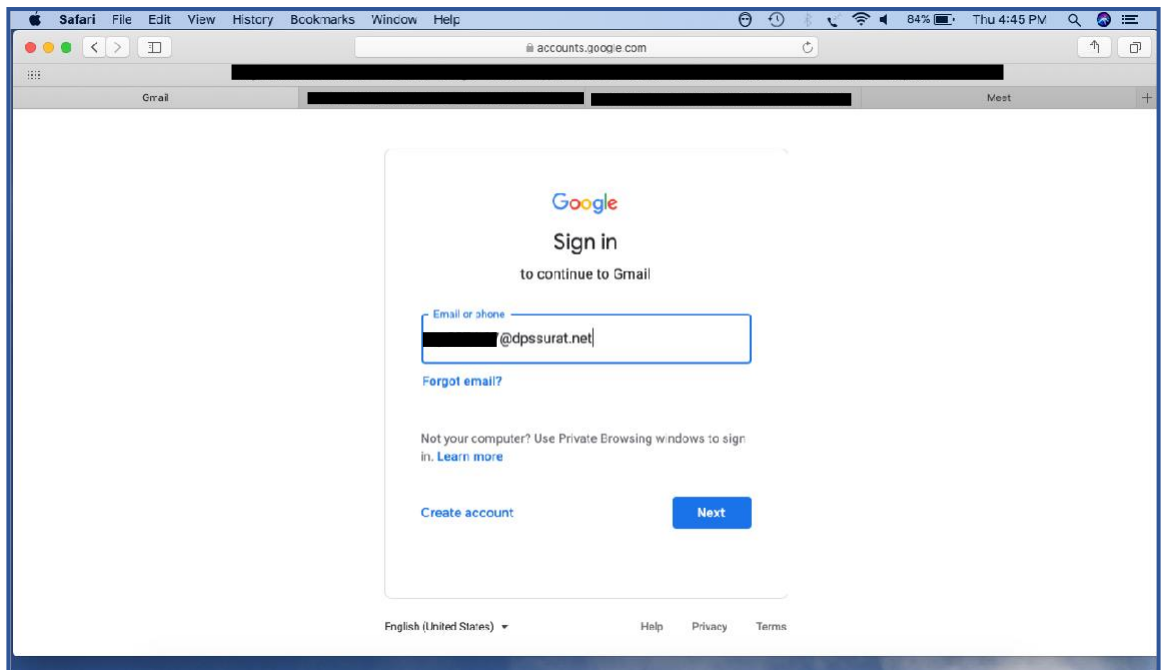 Safari File Edit View History Bookmarks Window Help 84% Thu 4:45 PM
accounts.google.com
Gmail Meet
Google
Sign in
to continue to Gmail
Email or phone
@dpssurat.net
Forgot email?
Not your computer? Use Private Browsing windows to sign
in. Learn more
Create account Next
English (United States) Help Privacy Terms